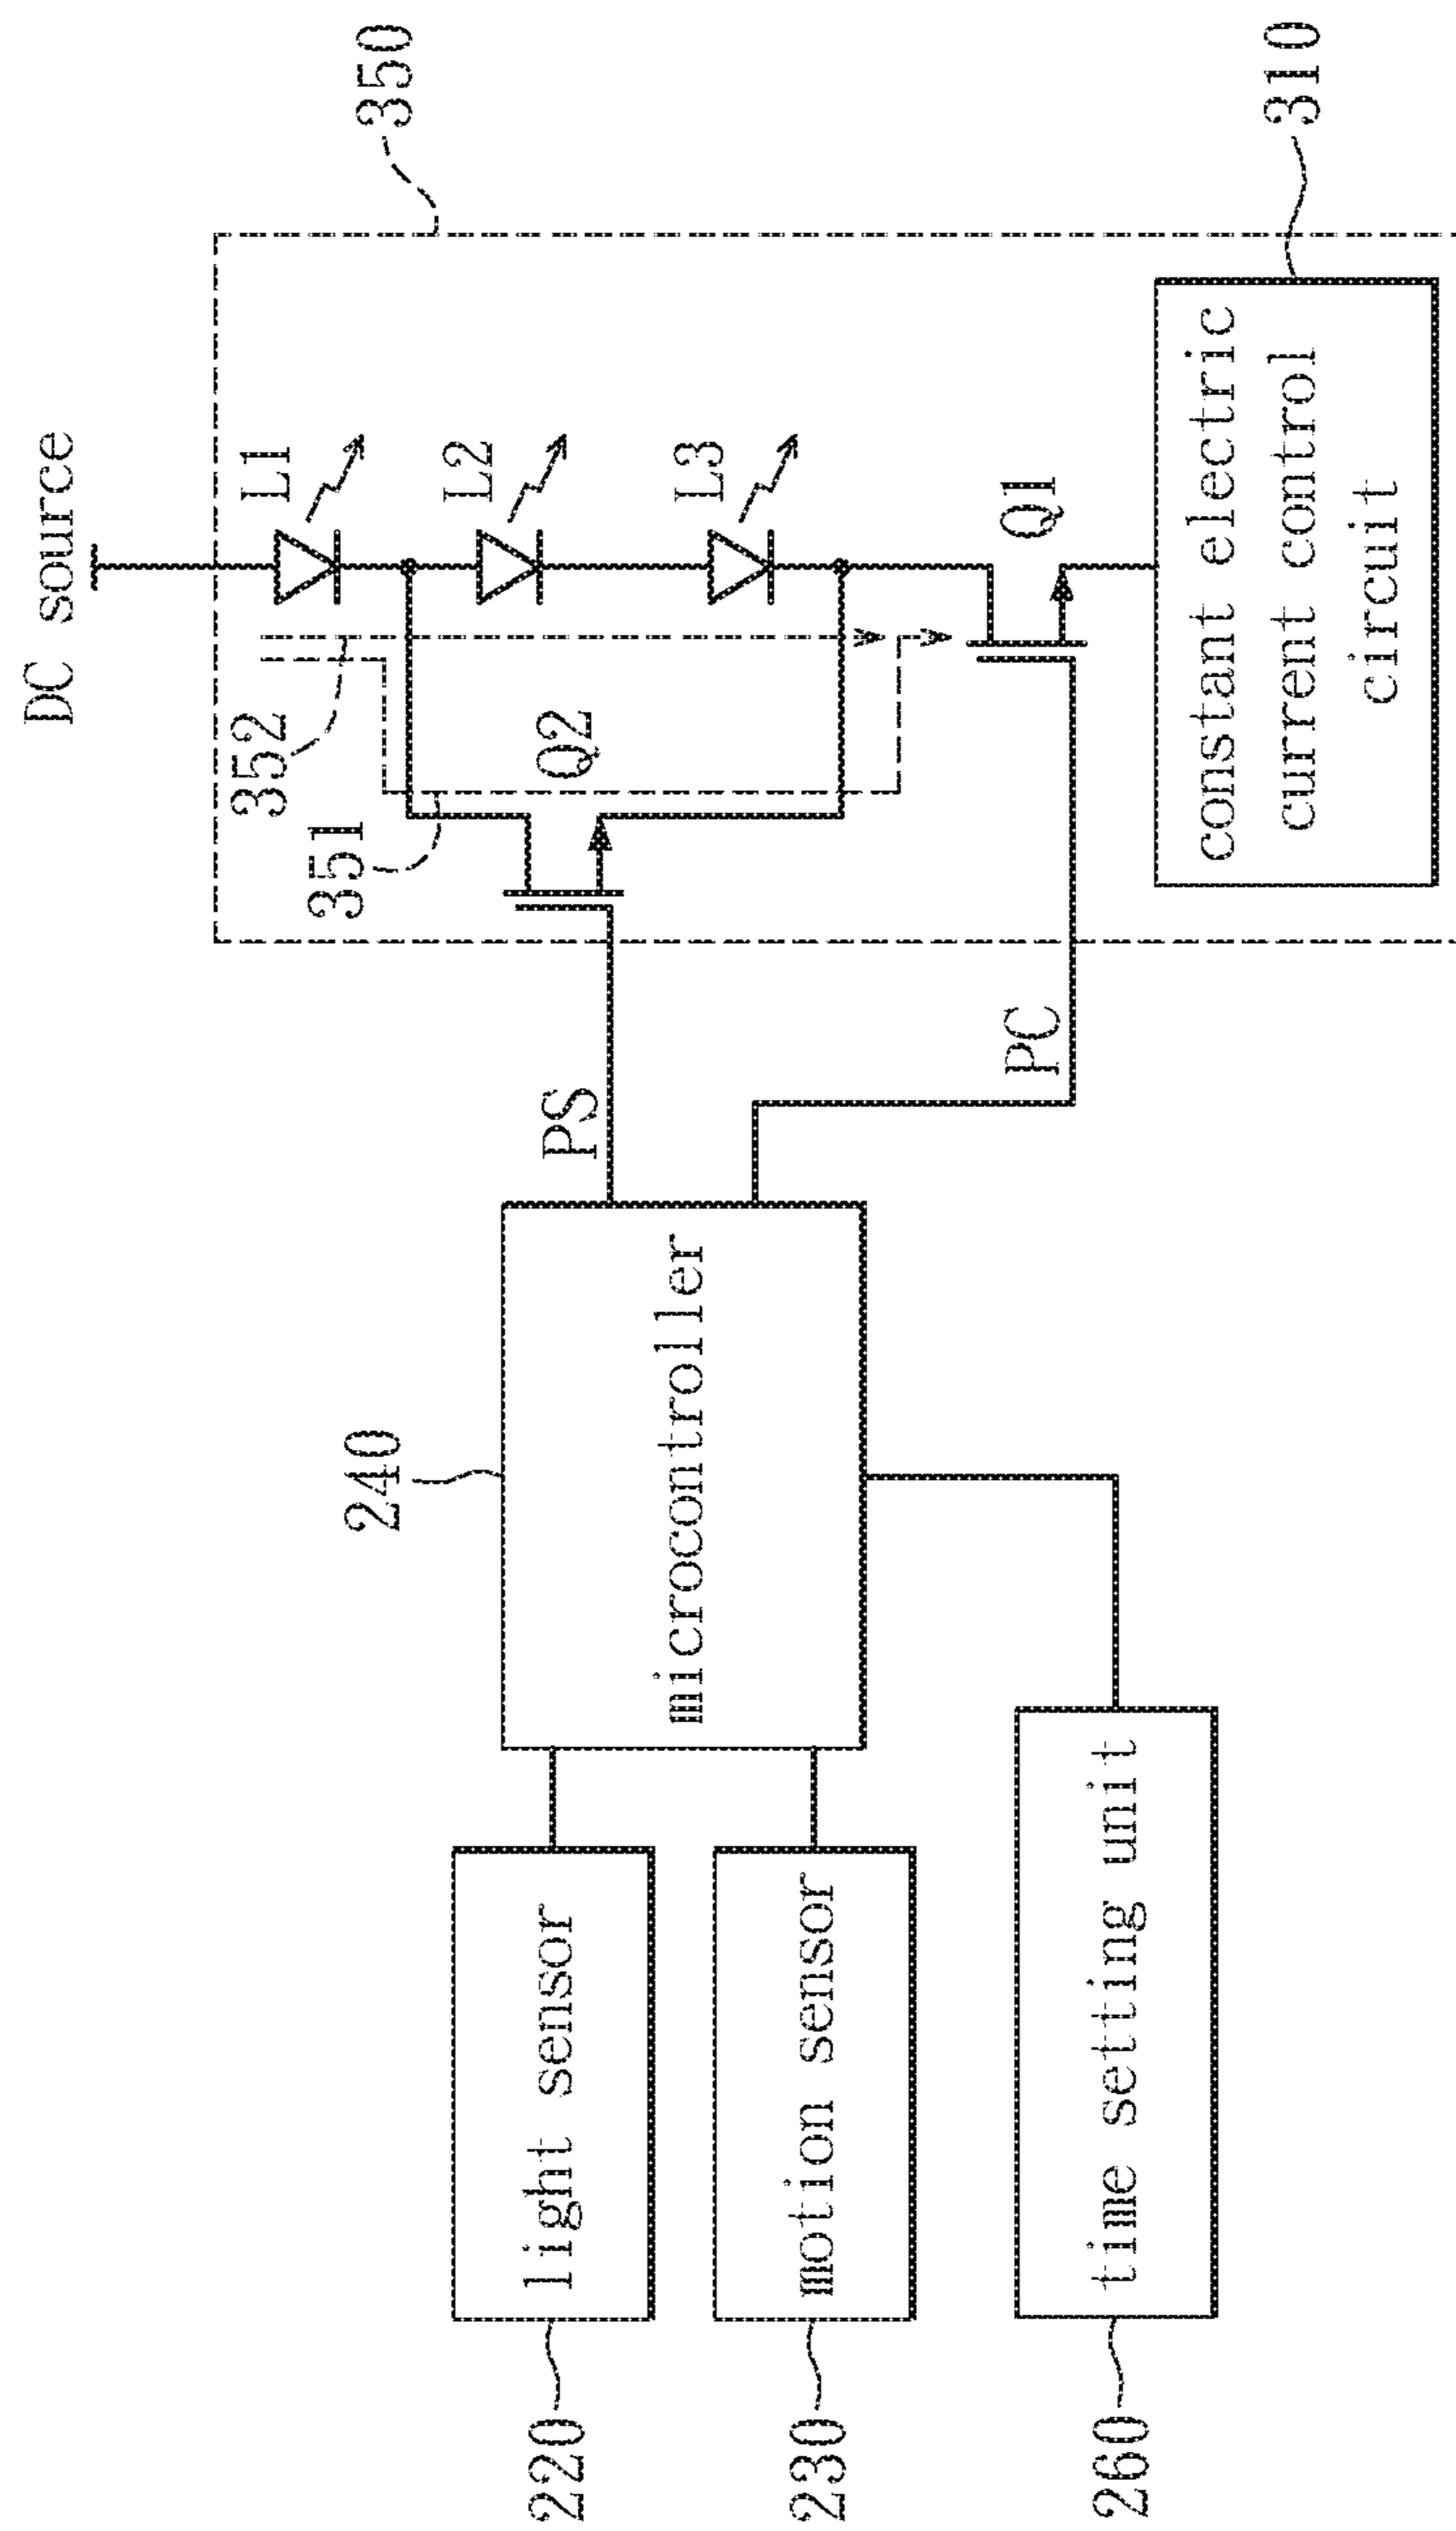 DC source
350
L1
L2
L3
352
351
Q2
Q1
310
constant electric
current control
circuit
PS
PC
240
microcontroller
light sensor
220
motion sensor
230
time setting unit
260